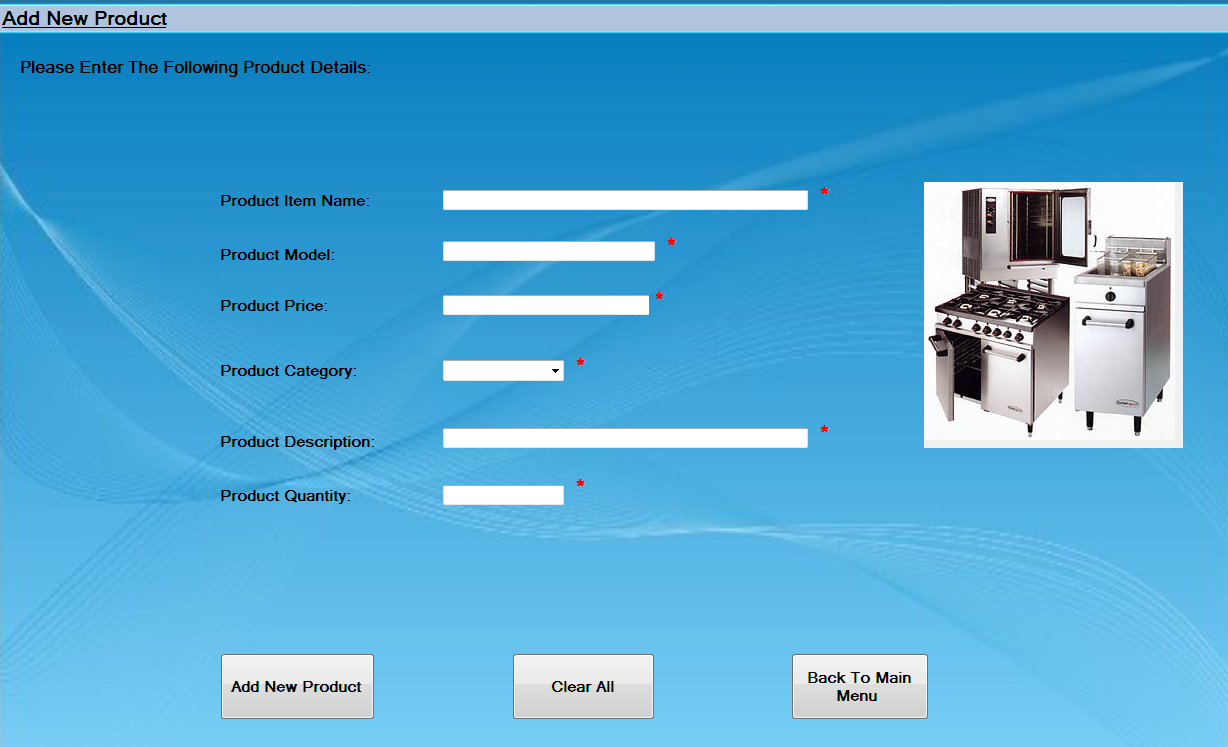 Add New Product
Please Enter The Following Product Details:
Product Item Name: *
Product Model: *
Product Price: *
Product Category: *
Product Description: *
Product Quantity: *
Add New Product
Clear All
Back To Main
Menu